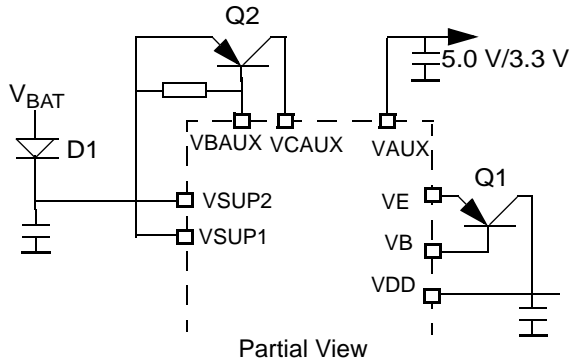 Q2
5.0 V/3.3 V
VBAT
D1
VBAUX
VCAUX
VAUX
Q1
VSUP2
VE
VSUP1
VB
VDD
Partial View